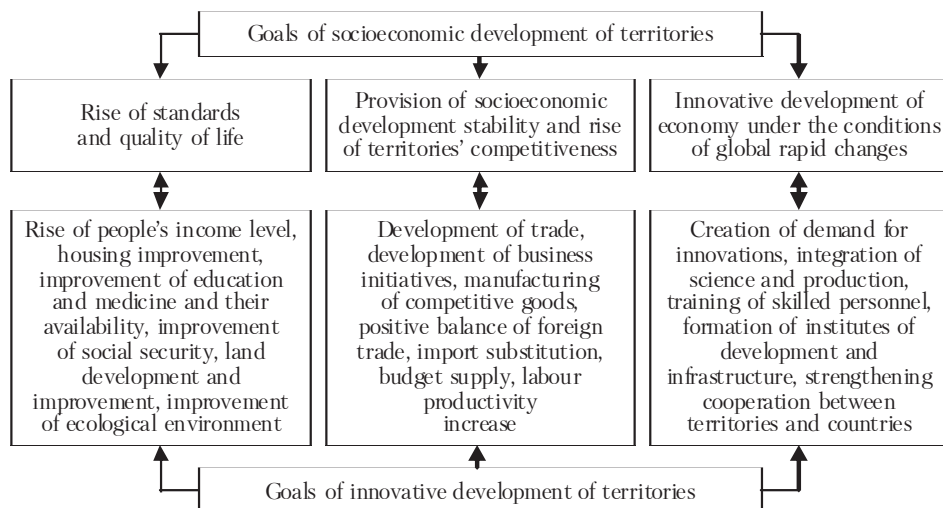 Goals of socioeconomic development of territories
Rise of standards
and quality of life
Provision of socioeconomic
development stability and rise
of territories' competitiveness
Innovative development of
economy under the conditions
of global rapid changes
Rise of people's income level,
housing improvement,
improvement of education
and medicine and their
availability, improvement
of social security, land
development and
improvement, improvement
of ecological environment
Development of trade,
development of business
initiatives, manufacturing
of competitive goods,
positive balance of foreign
trade, import substitution,
budget supply, labour
productivity
increase
Creation of demand for
innovations, integration of
science and production,
training of skilled personnel,
formation of institutes of
development and
infrastructure, strengthening
cooperation between
territories and countries
Goals of innovative development of territories